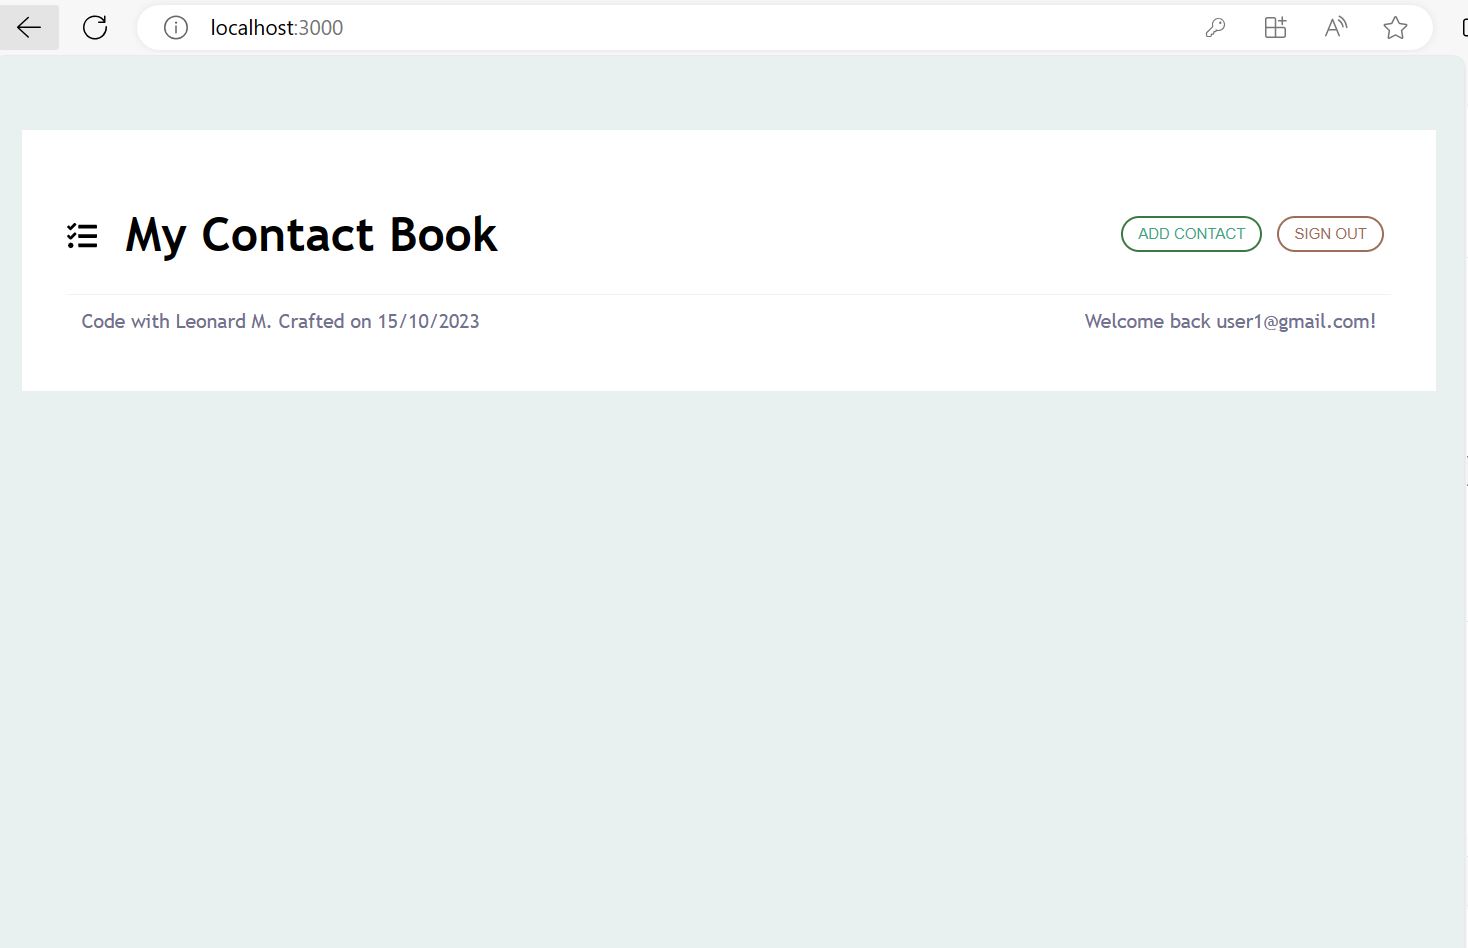 localhost:3000
My Contact Book
ADD CONTACT
SIGN OUT
Code with Leonard M. Crafted on 15/10/2023
Welcome back user1@gmail.com!